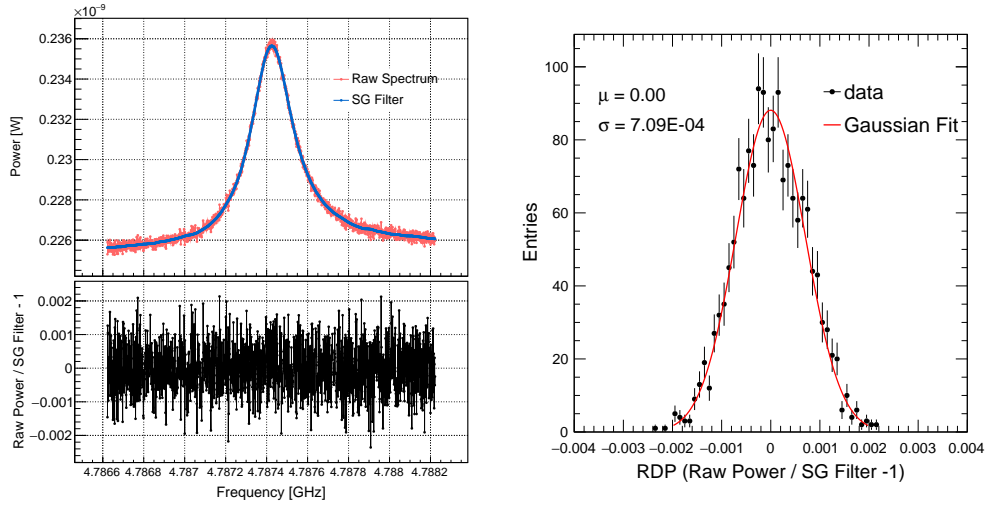 ×10⁻⁹
0.236
0.234
0.232
0.23
0.228
0.226
Power [W]
Raw Spectrum
SG Filter
0.002
0.001
0
−0.001
−0.002
Raw Power / SG Filter - 1
4.7866 4.7868 4.787 4.7872 4.7874 4.7876 4.7878 4.788 4.7882
Frequency [GHz]
μ = 0.00
σ = 7.09E-04
data
Gaussian Fit
100
80
60
40
20
0
Entries
−0.004 −0.003 −0.002 −0.001 0 0.001 0.002 0.003 0.004
RDP (Raw Power / SG Filter -1)